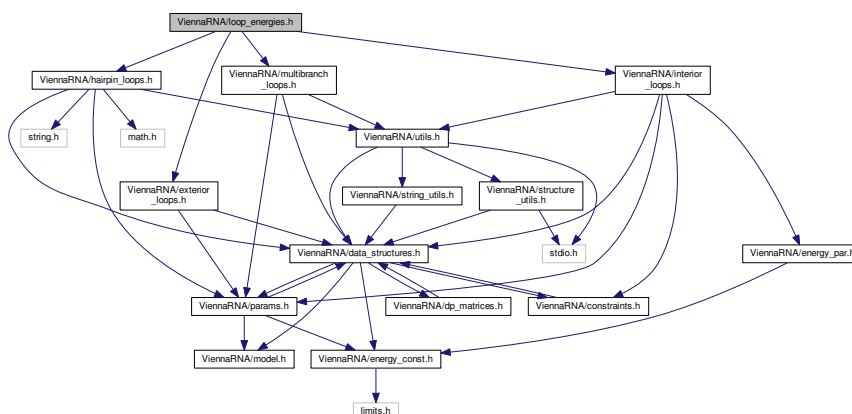 ViennaRNA/loop_energies.h
ViennaRNA/hairpin_loops.h
ViennaRNA/multibranch
_loops.h
ViennaRNA/interior
_loops.h
string.h
math.h
ViennaRNA/utils.h
ViennaRNA/exterior
_loops.h
ViennaRNA/string_utils.h
ViennaRNA/structure
_utils.h
ViennaRNA/data_structures.h
stdio.h
ViennaRNA/energy_par.h
ViennaRNA/params.h
ViennaRNA/dp_matrices.h
ViennaRNA/constraints.h
ViennaRNA/model.h
ViennaRNA/energy_const.h
limits.h